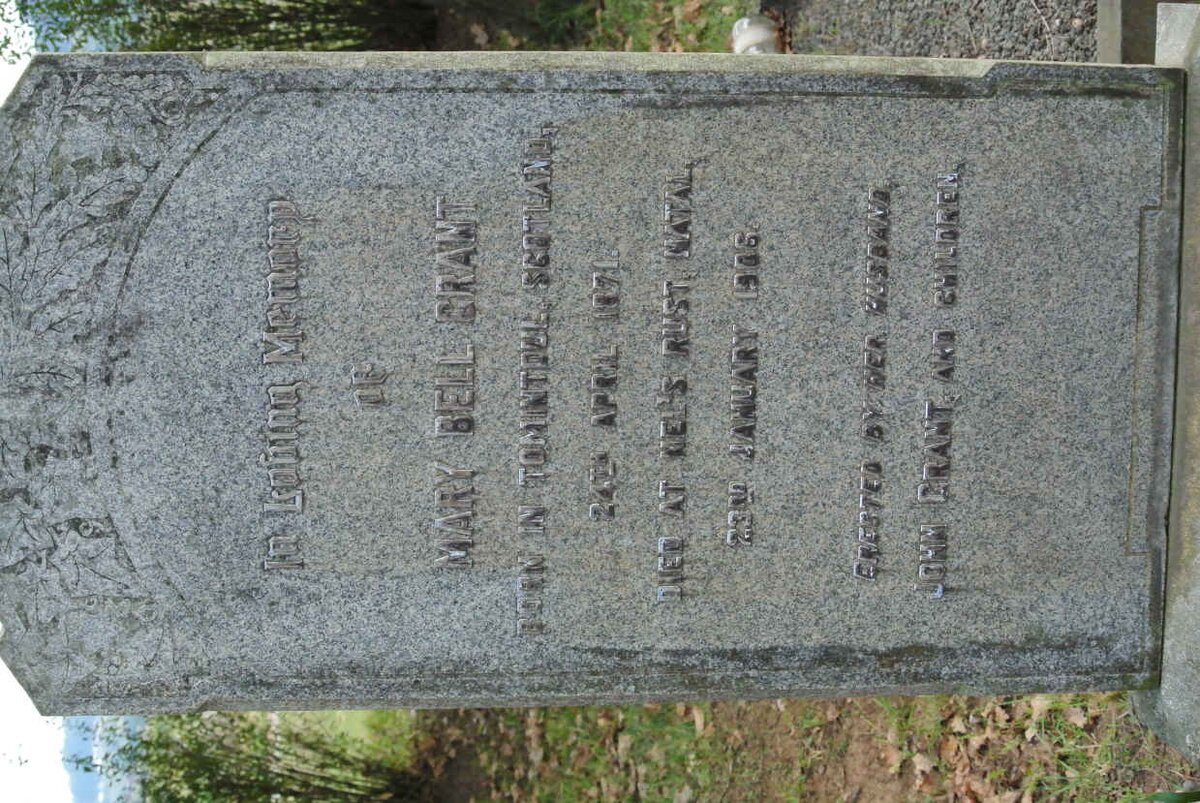 In Loving Memory
OF
MARY BELL GRANT
BORN IN TOMINTUL, SCOTLAND,
24TH APRIL 1871.
DIED AT NEL'S RUST, NATAL,
23RD JANUARY 1906.
ERECTED BY HER HUSBAND,
JOHN GRANT, AND CHILDREN.